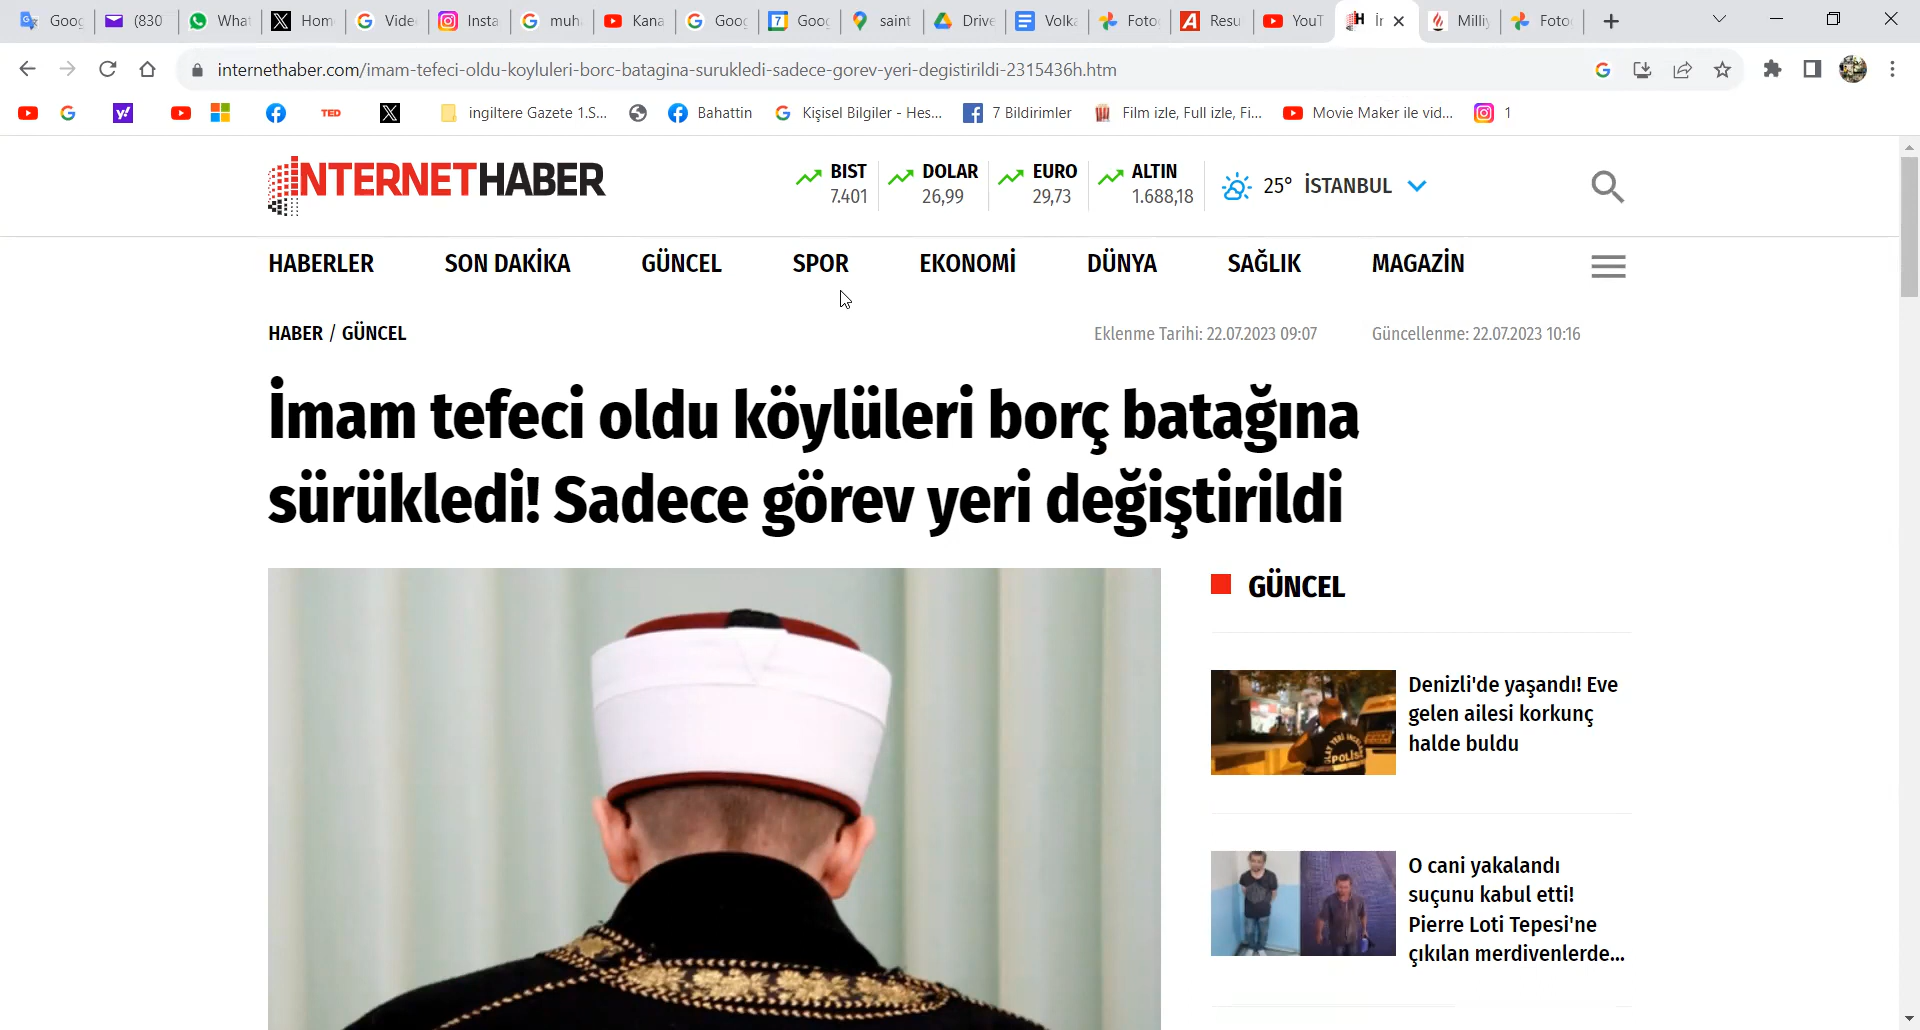 Goog
(830
What
Hom
Vide
Insta
muh
Kana
Goog
7
Goog
saint
Drive
Volka
Foto
Resu
YouT
Milliy
Foto
internethaber.com/imam-tefeci-oldu-koyluleri-borc-batagina-surukledi-sadece-gorev-yeri-degistirildi-2315436h.htm
TED
ingiltere Gazete 1.S...
Bahattin
Kişisel Bilgiler - Hes...
7 Bildirimler
Film izle, Full izle, Fi...
Movie Maker ile vid...
1
İNTERNETHABER
BIST
7.401
DOLAR
26,99
EURO
29,73
ALTIN
1.688,18
25° İSTANBUL
HABERLER
SON DAKİKA
GÜNCEL
SPOR
EKONOMİ
DÜNYA
SAĞLIK
MAGAZİN
HABER / GÜNCEL
Eklenme Tarihi: 22.07.2023 09:07
Güncellenme: 22.07.2023 10:16
İmam tefeci oldu köylüleri borç batağına
sürükledi! Sadece görev yeri değiştirildi
GÜNCEL
Denizli'de yaşandı! Eve
gelen ailesi korkunç
halde buldu
POLİS
O cani yakalandı
suçunu kabul etti!
Pierre Loti Tepesi'ne
çıkılan merdivenlerde...